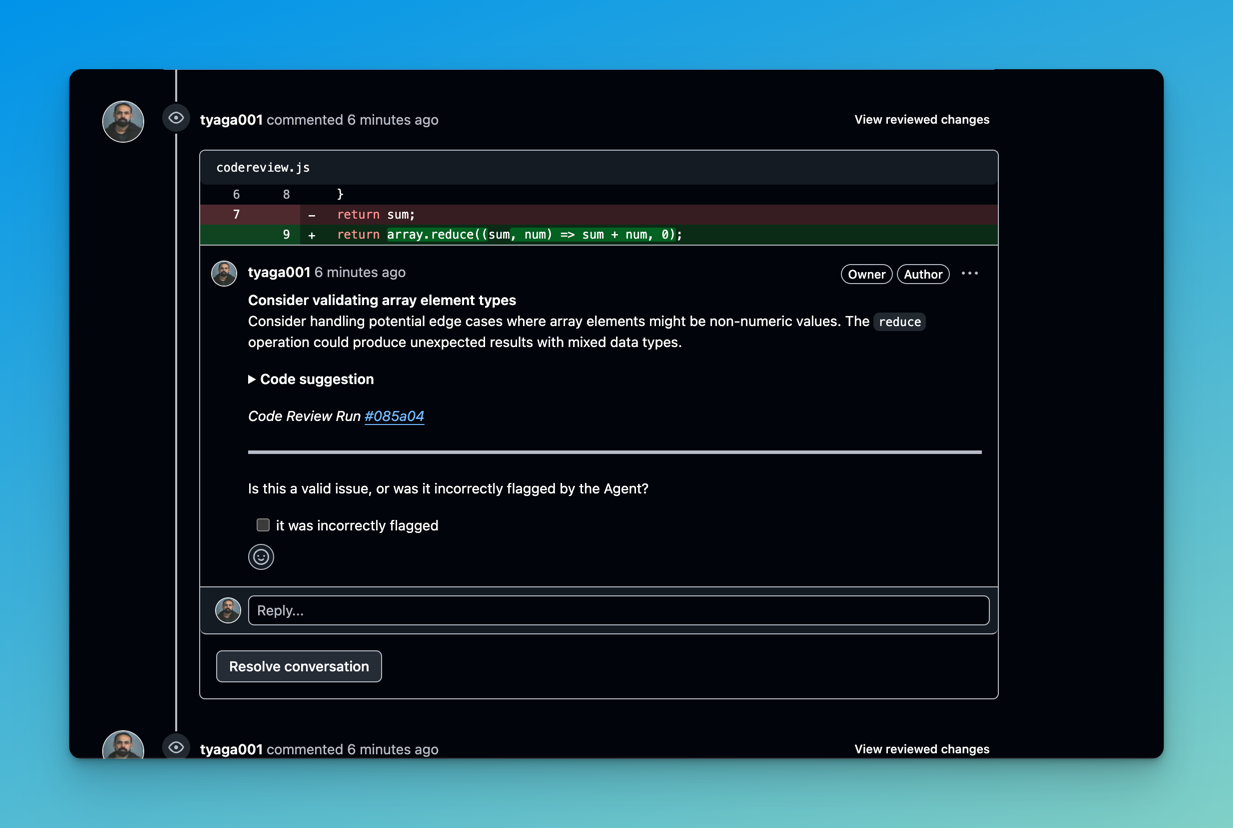 tyaga001 commented 6 minutes ago
View reviewed changes
codereview.js
6 8 }
7 - return sum;
9 + return array.reduce((sum, num) => sum + num, 0);
tyaga001 6 minutes ago
Owner Author ...
Consider validating array element types
Consider handling potential edge cases where array elements might be non-numeric values. The reduce
operation could produce unexpected results with mixed data types.
Code suggestion
Code Review Run #085a04
Is this a valid issue, or was it incorrectly flagged by the Agent?
it was incorrectly flagged
Reply...
Resolve conversation
tyaga001 commented 6 minutes ago
View reviewed changes